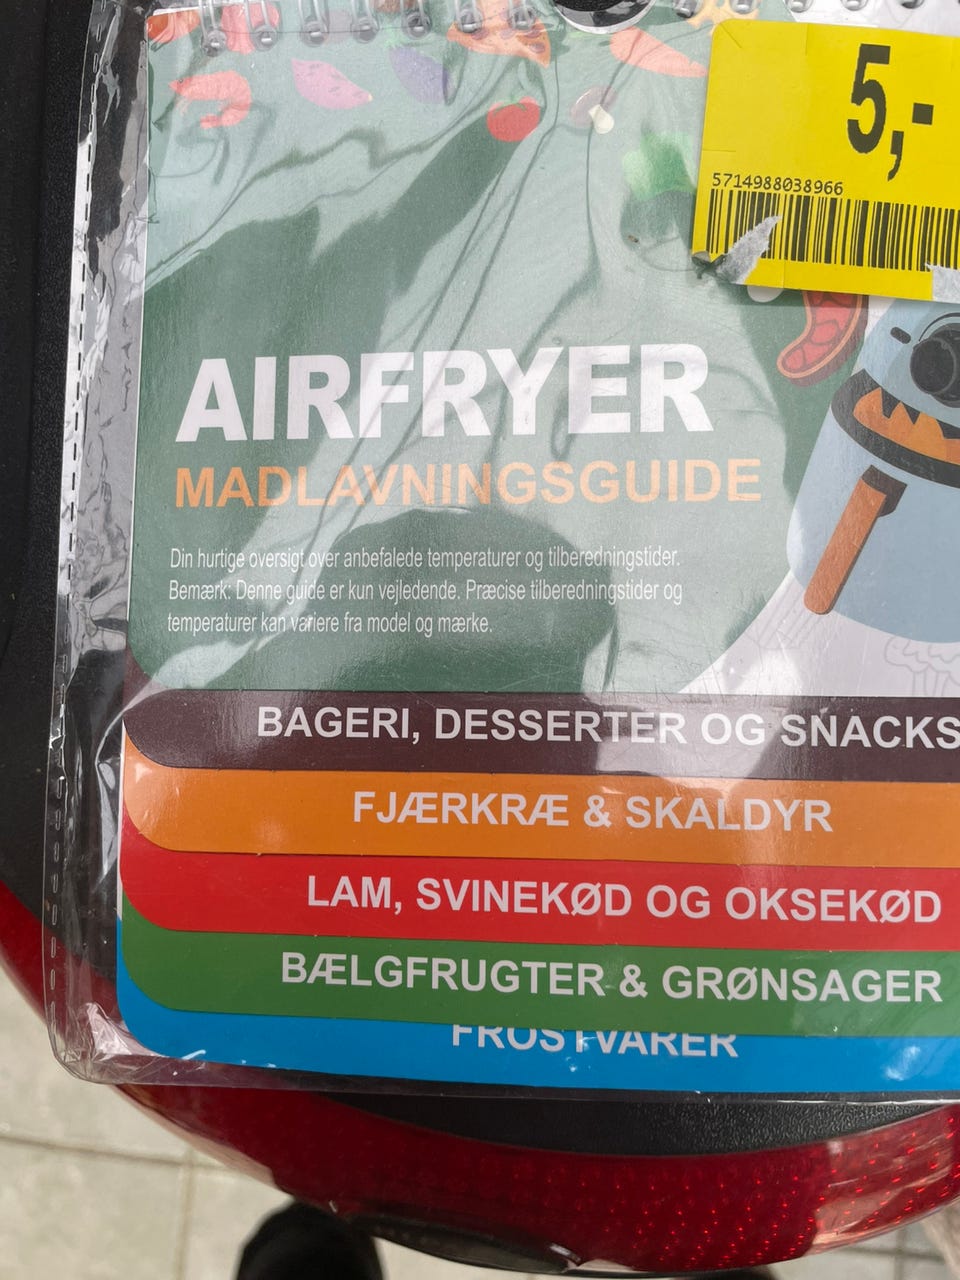 5,-
5714988038966
AIRFRYER
MADLAVNINGSGUIDE
Din hurtige oversigt over anbefalede temperaturer og tilberedningstider.
Bemærk: Denne guide er kun vejledende. Præcise tilberedningstider og
temperaturer kan variere fra model og mærke.
BAGERI, DESSERTER OG SNACKS
FJÆRKRÆ & SKALDYR
LAM, SVINEKØD OG OKSEKØD
BÆLGFRUGTER & GRØNSAGER
FROSTVARER